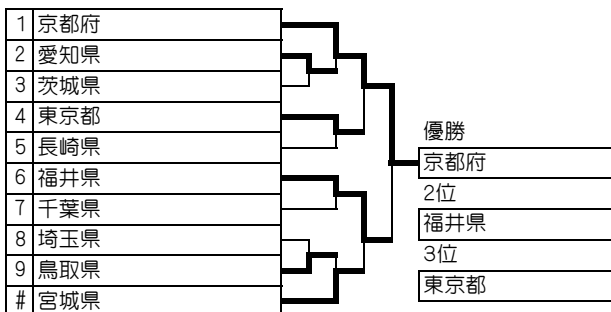 1 京都府
2 愛知県
3 茨城県
4 東京都
5 長崎県
6 福井県
7 千葉県
8 埼玉県
9 鳥取県
# 宮城県
優勝
京都府
2位
福井県
3位
東京都